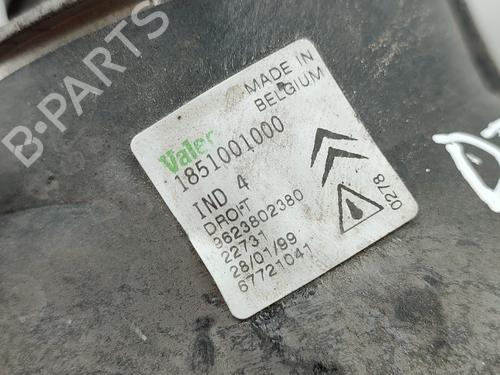 B-PARTS
MADE IN
BELGIUM
Valeo
1851001000
IND 4
DROIT
9623802380
22731
28/01/99
67721041
0278